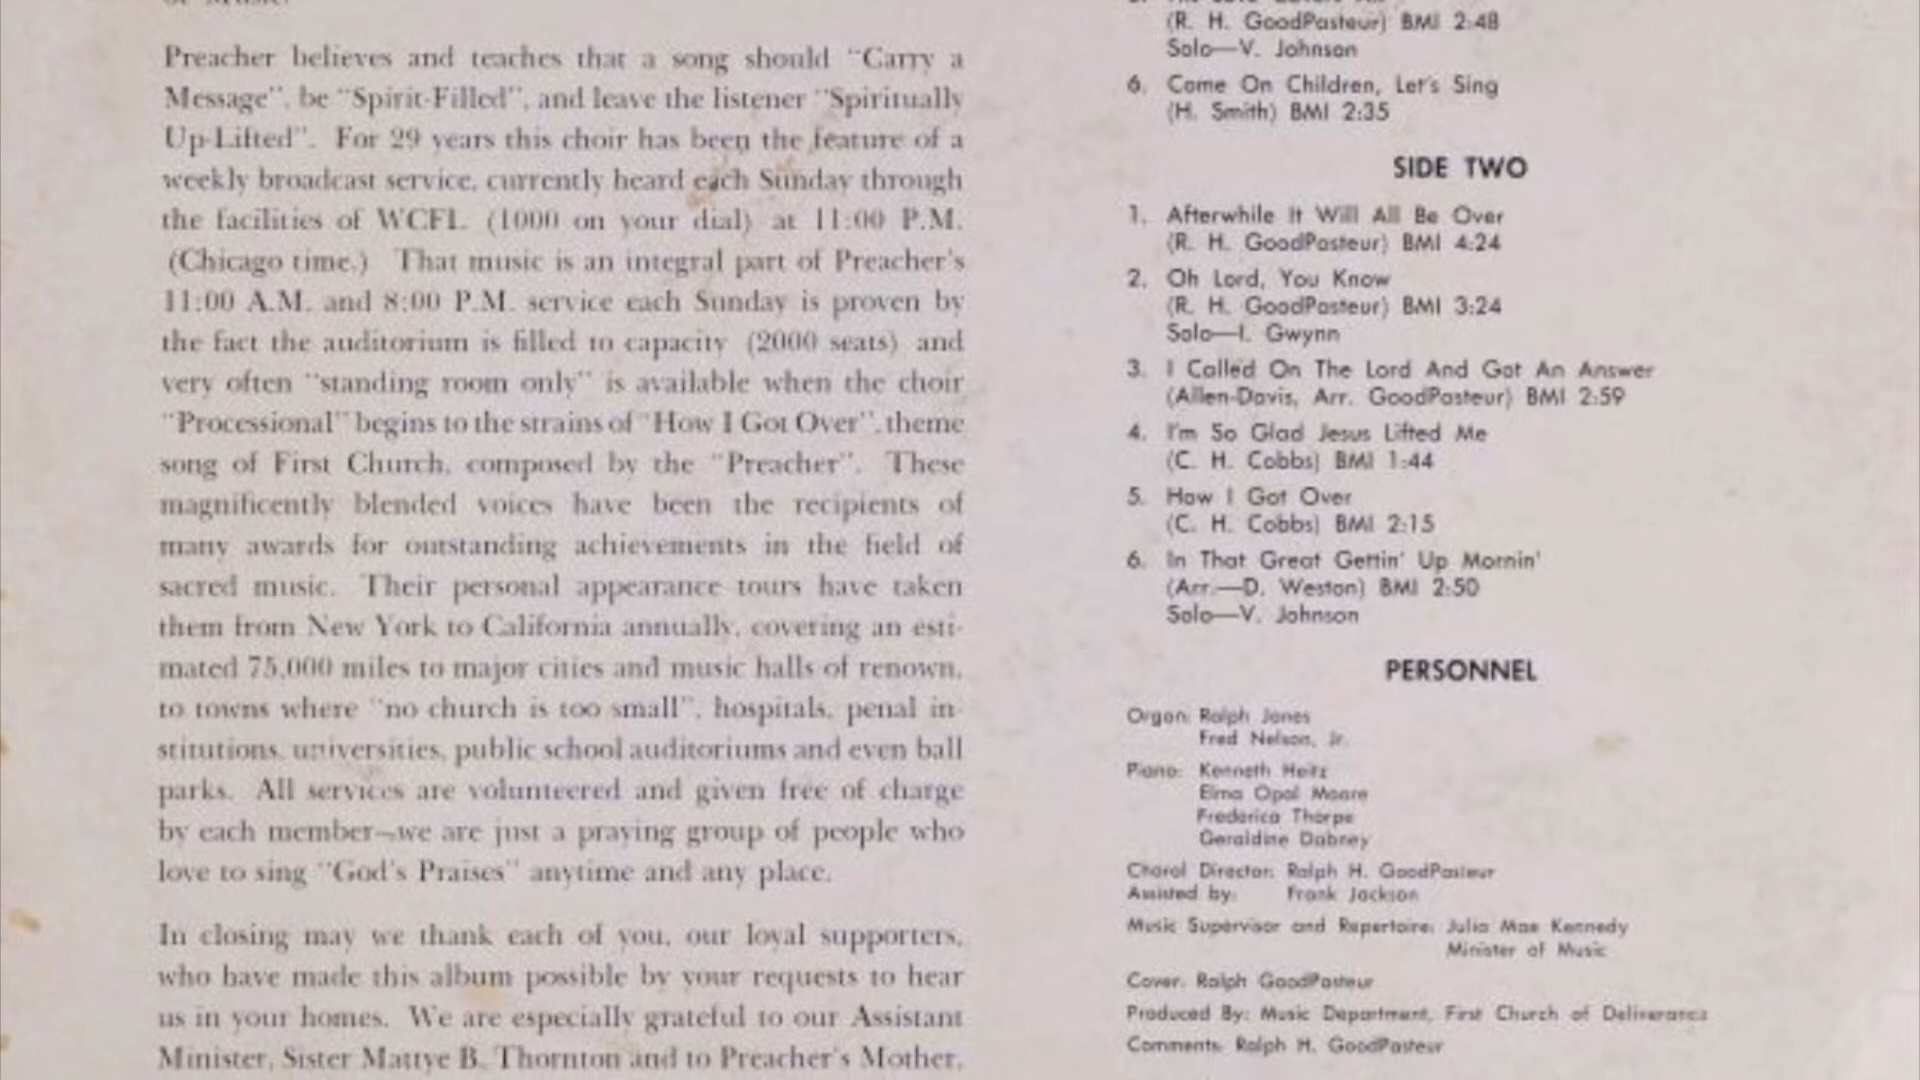 of Music.
Preacher believes and teaches that a song should "Carry a
Message", be "Spirit-Filled", and leave the listener "Spiritually
Up-Lifted". For 29 years this choir has been the feature of a
weekly broadcast service, currently heard each Sunday through
the facilities of WCFL (1000 on your dial) at 11:00 P.M.
(Chicago time.) That music is an integral part of Preacher's
11:00 A.M. and 8:00 P.M. service each Sunday is proven by
the fact the auditorium is filled to capacity (2000 seats) and
very often "standing room only" is available when the choir
"Processional" begins to the strains of "How I Got Over", theme
song of First Church, composed by the "Preacher". These
magnificently blended voices have been the recipients of
many awards for outstanding achievements in the field of
sacred music. Their personal appearance tours have taken
them from New York to California annually, covering an esti-
mated 75,000 miles to major cities and music halls of renown,
to towns where "no church is too small", hospitals, penal in-
stitutions, universities, public school auditoriums and even ball
parks. All services are volunteered and given free of charge
by each member—we are just a praying group of people who
love to sing "God's Praises" anytime and any place.
In closing may we thank each of you, our loyal supporters,
who have made this album possible by your requests to hear
us in your homes. We are especially grateful to our Assistant
Minister, Sister Mattye B. Thornton and to Preacher's Mother,
(R. H. GoodPasteur) BMI 2:48
Solo—V. Johnson
6. Come On Children, Let's Sing
(H. Smith) BMI 2:35
SIDE TWO
1. Afterwhile It Will All Be Over
(R. H. GoodPasteur) BMI 4:24
2. Oh Lord, You Know
(R. H. GoodPasteur) BMI 3:24
Solo—I. Gwynn
3. I Called On The Lord And Got An Answer
(Allen-Davis, Arr. GoodPasteur) BMI 2:59
4. I'm So Glad Jesus Lifted Me
(C. H. Cobbs) BMI 1:44
5. How I Got Over
(C. H. Cobbs) BMI 2:15
6. In That Great Gettin' Up Mornin'
(Arr.—D. Weston) BMI 2:50
Solo—V. Johnson
PERSONNEL
Organ: Ralph Jones
Fred Nelson, Jr.
Piano: Kenneth Heitz
Elma Opal Moore
Frederica Thorpe
Geraldine Dabney
Choral Director: Ralph H. GoodPasteur
Assisted by: Frank Jackson
Music Supervisor and Repertoire: Julia Mae Kennedy
Minister of Music
Cover: Ralph GoodPasteur
Produced By: Music Department, First Church of Deliverance
Comments: Ralph H. GoodPasteur